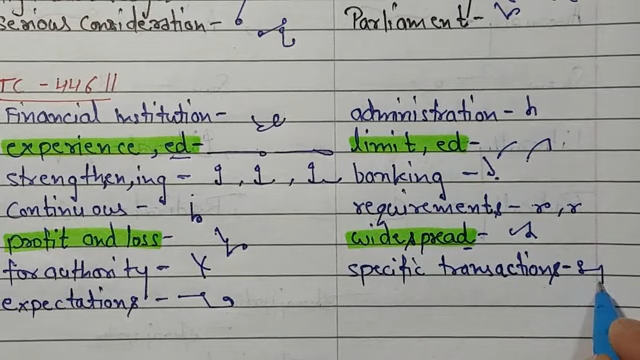 serious consideration-
Parliament-
TC - 446 ||
Financial institution-
experience, ed-
strengthen, ing -
Continuous -
profit and loss-
for authority -
expectations -
administration -
limit, ed-
banking -
requirements -
widespread-
specific transactions-